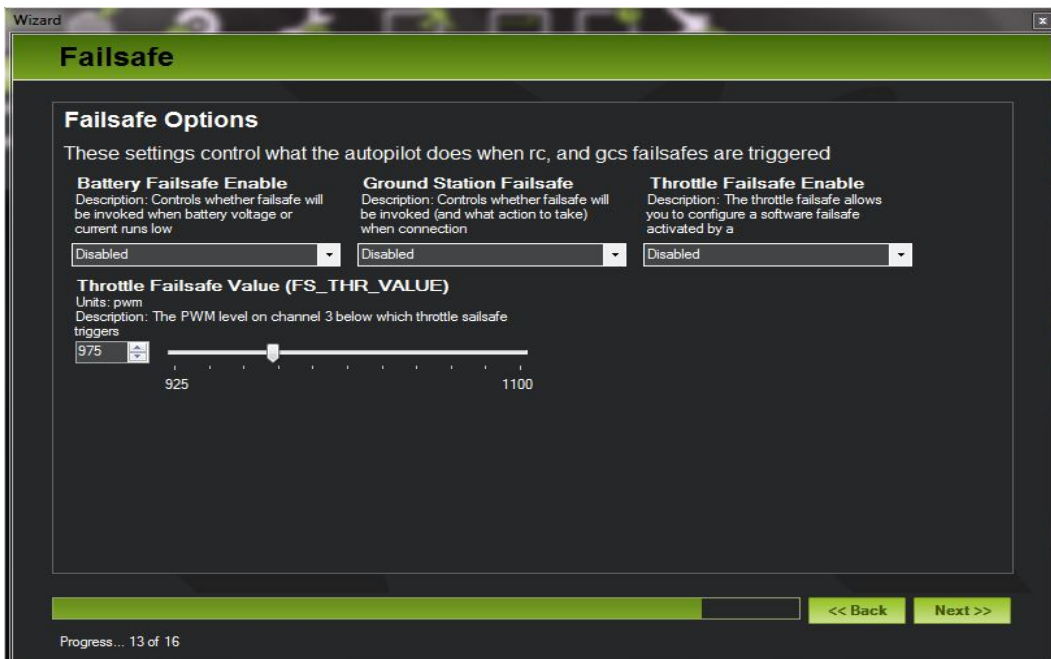 Wizard
x
Failsafe
Failsafe Options
These settings control what the autopilot does when rc, and gcs failsafes are triggered
Battery Failsafe Enable
Description: Controls whether failsafe will
be invoked when battery voltage or
current runs low
Disabled
Ground Station Failsafe
Description: Controls whether failsafe will
be invoked (and what action to take)
when connection
Disabled
Throttle Failsafe Enable
Description: The throttle failsafe allows
you to configure a software failsafe
activated by a
Disabled
Throttle Failsafe Value (FS_THR_VALUE)
Units: pwm
Description: The PWM level on channel 3 below which throttle sailsafe
triggers
975
925 1100
<< Back Next >>
Progress... 13 of 16